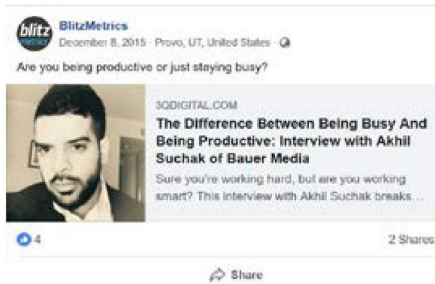 blitz
metrics
BlitzMetrics
December 8, 2015 · Provo, UT, United States ·
Are you being productive or just staying busy?
3QDIGITAL.COM
The Difference Between Being Busy And
Being Productive: Interview with Akhil
Suchak of Bauer Media
Sure you're working hard, but are you working
smart? This interview with Akhil Suchak breaks...
4
2 Shares
Share